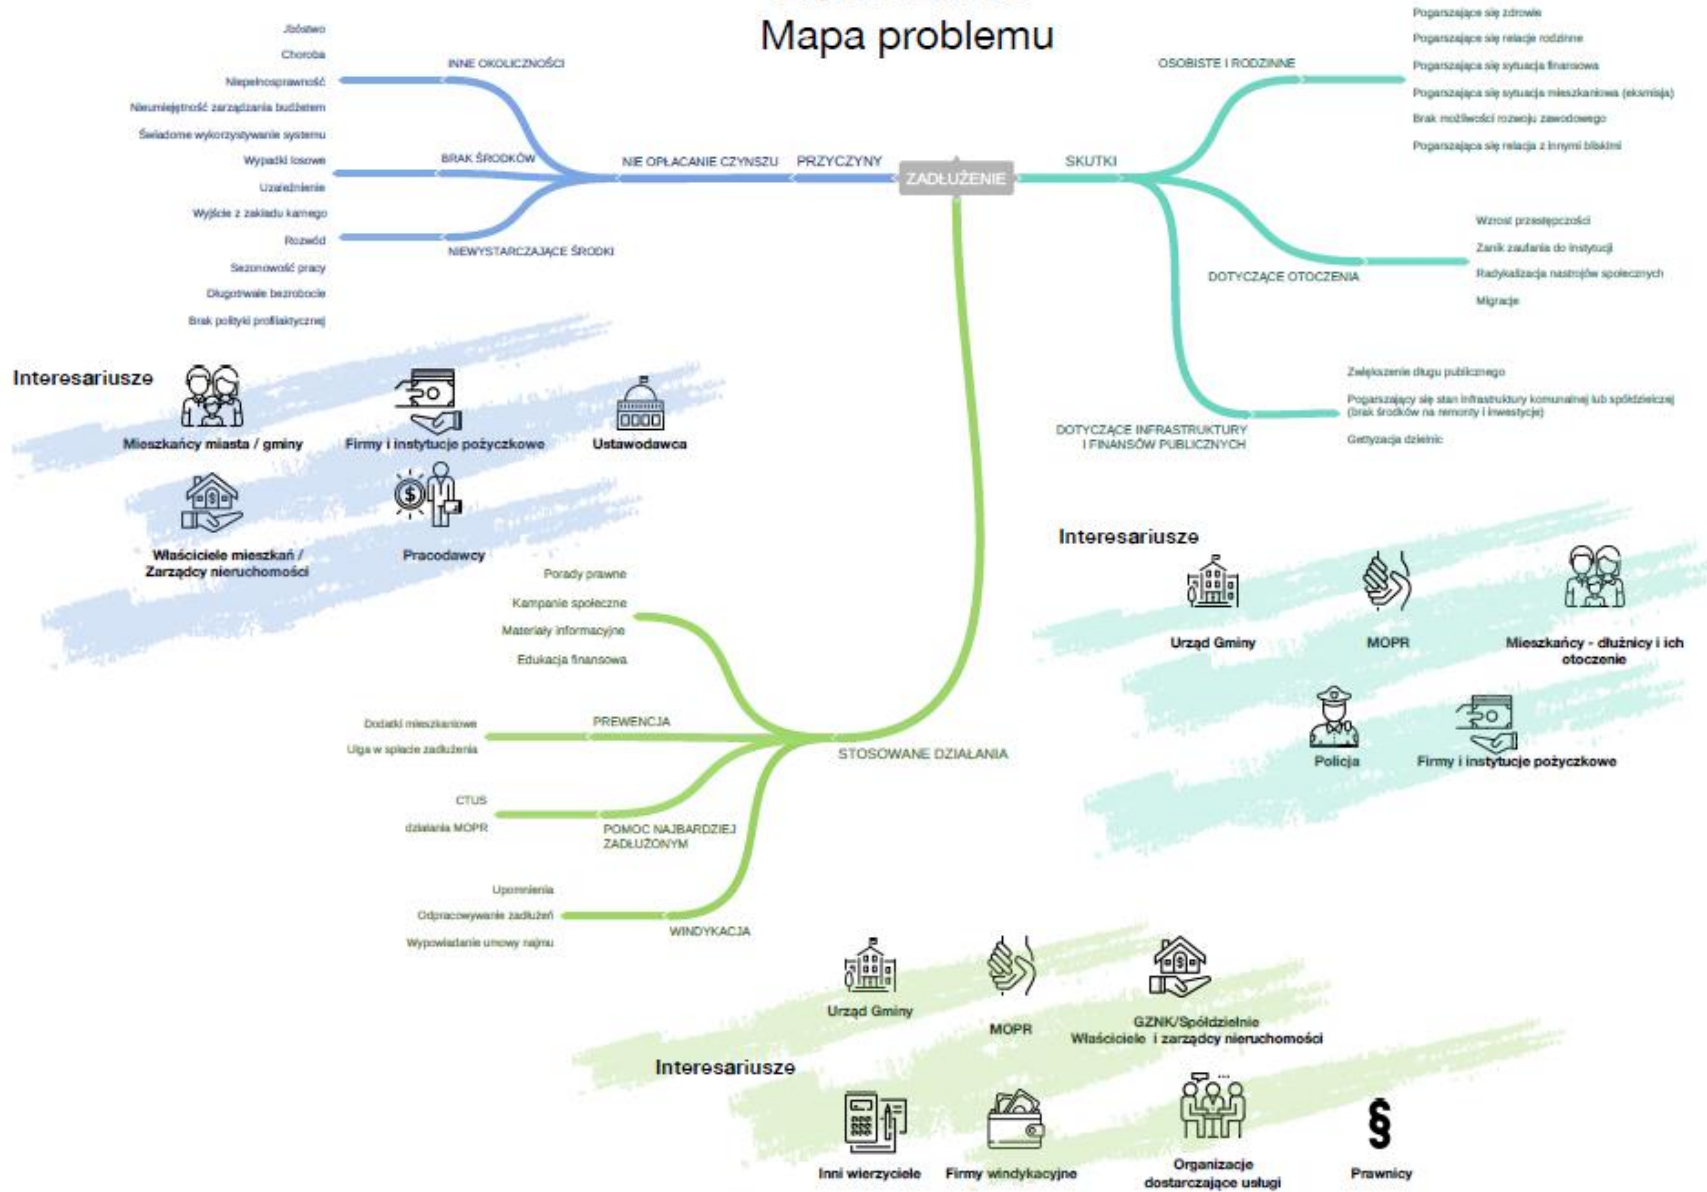 Mapa problemu
Ubóstwo
Choroba
Niepełnosprawność
Nieumiejętność zarządzania budżetem
Świadome wykorzystywanie systemu
Wypadki losowe
Uzależnienie
Wyjście z zakładu karnego
Rozwód
Sezonowość pracy
Długotrwałe bezrobocie
Brak polityki profilaktycznej
INNE OKOLICZNOŚCI
BRAK ŚRODKÓW
NIEWYSTARCZAJĄCE ŚRODKI
NIE OPŁACANIE CZYNSZU
PRZYCZYNY
ZADŁUŻENIE
SKUTKI
OSOBISTE I RODZINNE
Pogarszające się zdrowie
Pogarszające się relacje rodzinne
Pogarszająca się sytuacja finansowa
Pogarszająca się sytuacja mieszkaniowa (eksmisja)
Brak możliwości rozwoju zawodowego
Pogarszająca się relacja z innymi bliskimi
DOTYCZĄCE OTOCZENIA
Wzrost przestępczości
Zanik zaufania do instytucji
Radykalizacja nastrojów społecznych
Migracje
DOTYCZĄCE INFRASTRUKTURY
I FINANSÓW PUBLICZNYCH
Zwiększenie długu publicznego
Pogarszający się stan infrastruktury komunalnej lub spółdzielczej
(brak środków na remonty i inwestycje)
Gettyzacja dzielnic
Interesariusze
Mieszkańcy miasta / gminy
Firmy i instytucje pożyczkowe
Ustawodawca
Właściciele mieszkań /
Zarządcy nieruchomości
Pracodawcy
Interesariusze
Urząd Gminy
MOPR
Mieszkańcy - dłużnicy i ich
otoczenie
Policja
Firmy i instytucje pożyczkowe
Porady prawne
Kampanie społeczne
Materiały informacyjne
Edukacja finansowa
Dodatki mieszkaniowe
Ulga w spłacie zadłużenia
PREWENCJA
STOSOWANE DZIAŁANIA
CTUS
działania MOPR
POMOC NAJBARDZIEJ
ZADŁUŻONYM
Upomnienia
Odpracowywanie zadłużeń
Wypowiadanie umowy najmu
WINDYKACJA
Interesariusze
Urząd Gminy
MOPR
GZNK/Spółdzielnie
Właściciele i zarządcy nieruchomości
Inni wierzyciele
Firmy windykacyjne
Organizacje
dostarczające usługi
§
Prawnicy